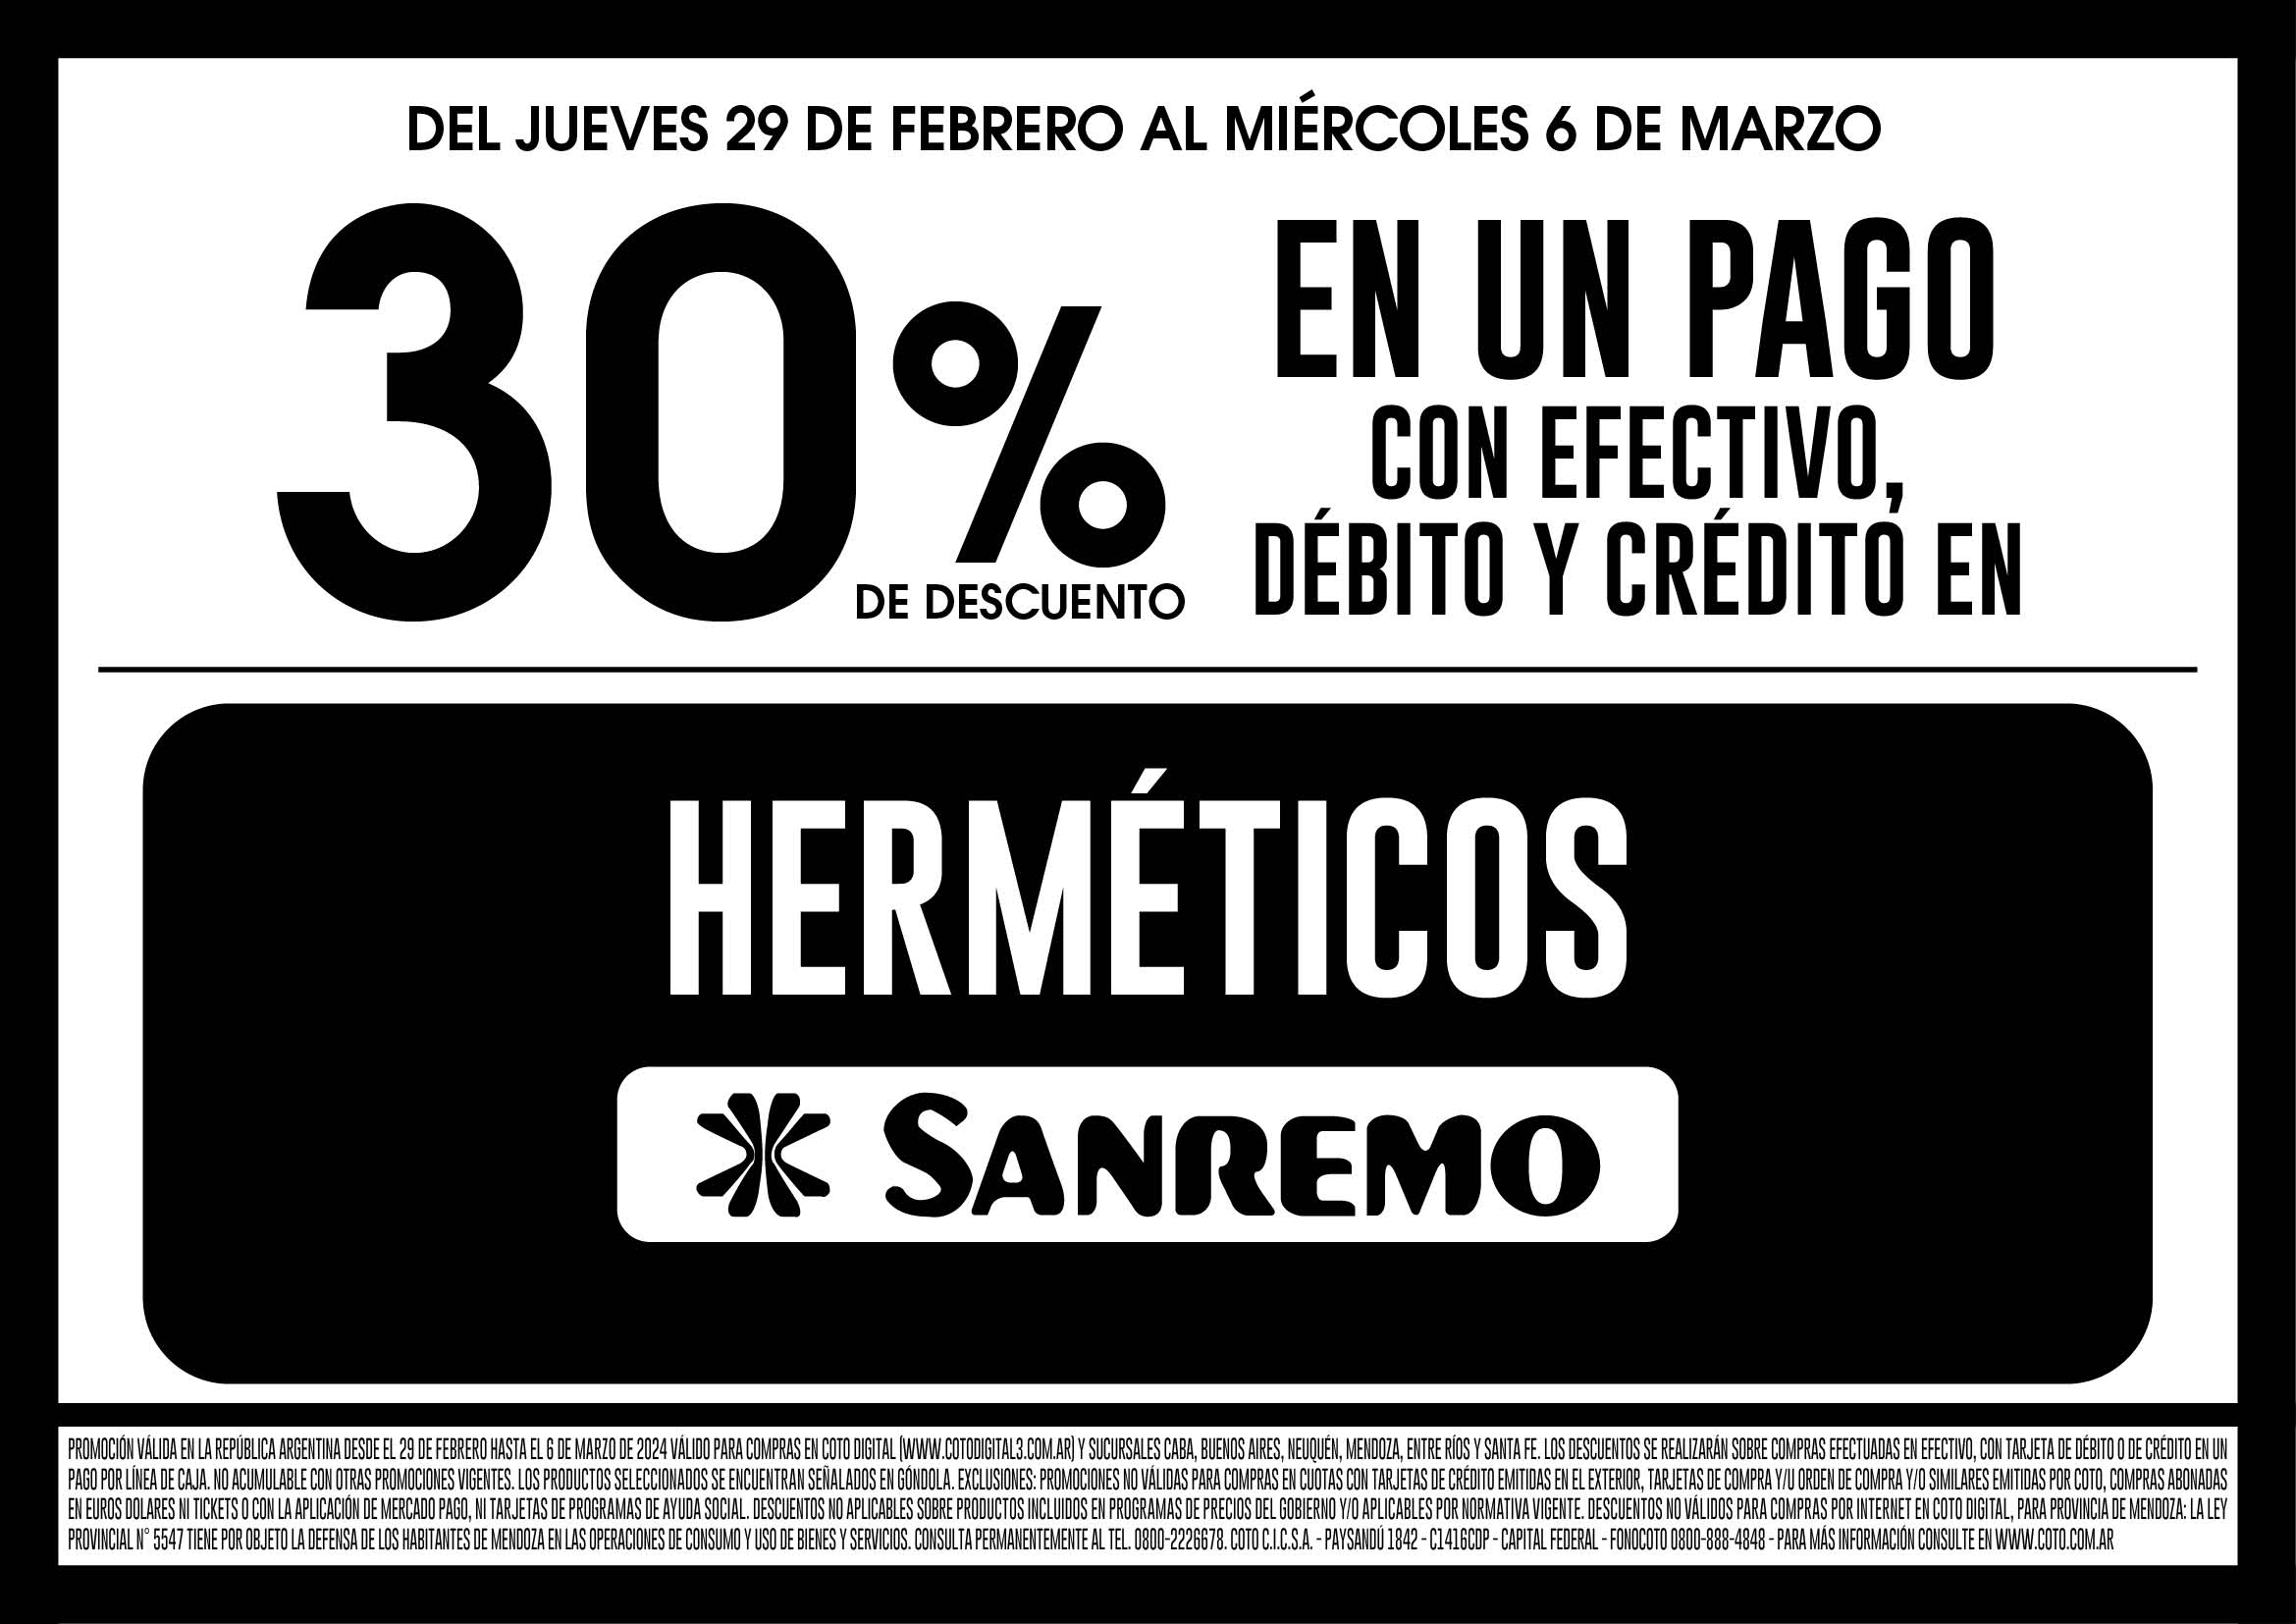 DEL JUEVES 29 DE FEBRERO AL MIÉRCOLES 6 DE MARZO
30%
DE DESCUENTO
EN UN PAGO
CON EFECTIVO,
DÉBITO Y CRÉDITO EN
HERMÉTICOS
SANREMO
PROMOCIÓN VÁLIDA EN LA REPÚBLICA ARGENTINA DESDE EL 29 DE FEBRERO HASTA EL 6 DE MARZO DE 2024 VÁLIDO PARA COMPRAS EN COTO DIGITAL (WWW.COTODIGITAL3.COM.AR) Y SUCURSALES CABA, BUENOS AIRES, NEUQUÉN, MENDOZA, ENTRE RÍOS Y SANTA FE. LOS DESCUENTOS SE REALIZARÁN SOBRE COMPRAS EFECTUADAS EN EFECTIVO, CON TARJETA DE DÉBITO O DE CRÉDITO EN UN
PAGO POR LÍNEA DE CAJA. NO ACUMULABLE CON OTRAS PROMOCIONES VIGENTES. LOS PRODUCTOS SELECCIONADOS SE ENCUENTRAN SEÑALADOS EN GÓNDOLA. EXCLUSIONES: PROMOCIONES NO VÁLIDAS PARA COMPRAS EN CUOTAS CON TARJETAS DE CRÉDITO EMITIDAS EN EL EXTERIOR, TARJETAS DE COMPRA Y/U ORDEN DE COMPRA Y/O SIMILARES EMITIDAS POR COTO, COMPRAS ABONADAS
EN EUROS DOLARES NI TICKETS O CON LA APLICACIÓN DE MERCADO PAGO, NI TARJETAS DE PROGRAMAS DE AYUDA SOCIAL. DESCUENTOS NO APLICABLES SOBRE PRODUCTOS INCLUIDOS EN PROGRAMAS DE PRECIOS DEL GOBIERNO Y/O APLICABLES POR NORMATIVA VIGENTE. DESCUENTOS NO VÁLIDOS PARA COMPRAS POR INTERNET EN COTO DIGITAL, PARA PROVINCIA DE MENDOZA: LA LEY
PROVINCIAL N° 5547 TIENE POR OBJETO LA DEFENSA DE LOS HABITANTES DE MENDOZA EN LAS OPERACIONES DE CONSUMO Y USO DE BIENES Y SERVICIOS. CONSULTA PERMANENTEMENTE AL TEL. 0800-2226678. COTO C.I.C.S.A. - PAYSANDÚ 1842 - C1416CDP - CAPITAL FEDERAL - FONOCOTO 0800-888-4848 - PARA MÁS INFORMACIÓN CONSULTE EN WWW.COTO.COM.AR